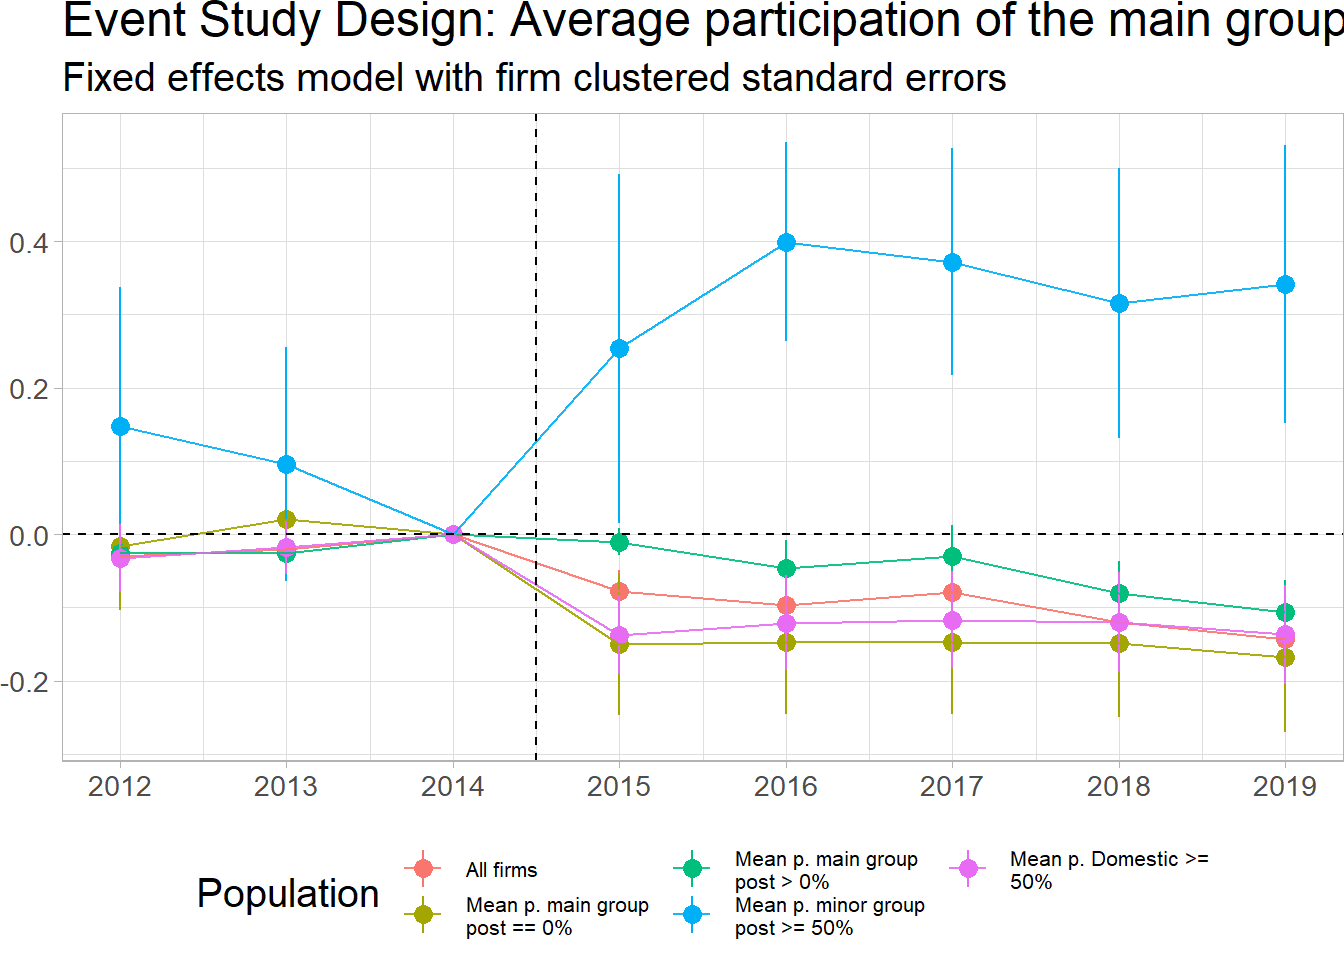 Event Study Design: Average participation of the main group
Fixed effects model with firm clustered standard errors
0.4
0.2
0.0
-0.2
2012 2013 2014 2015 2016 2017 2018 2019
Population
All firms
Mean p. main group
post == 0%
Mean p. main group
post > 0%
Mean p. minor group
post >= 50%
Mean p. Domestic >=
50%